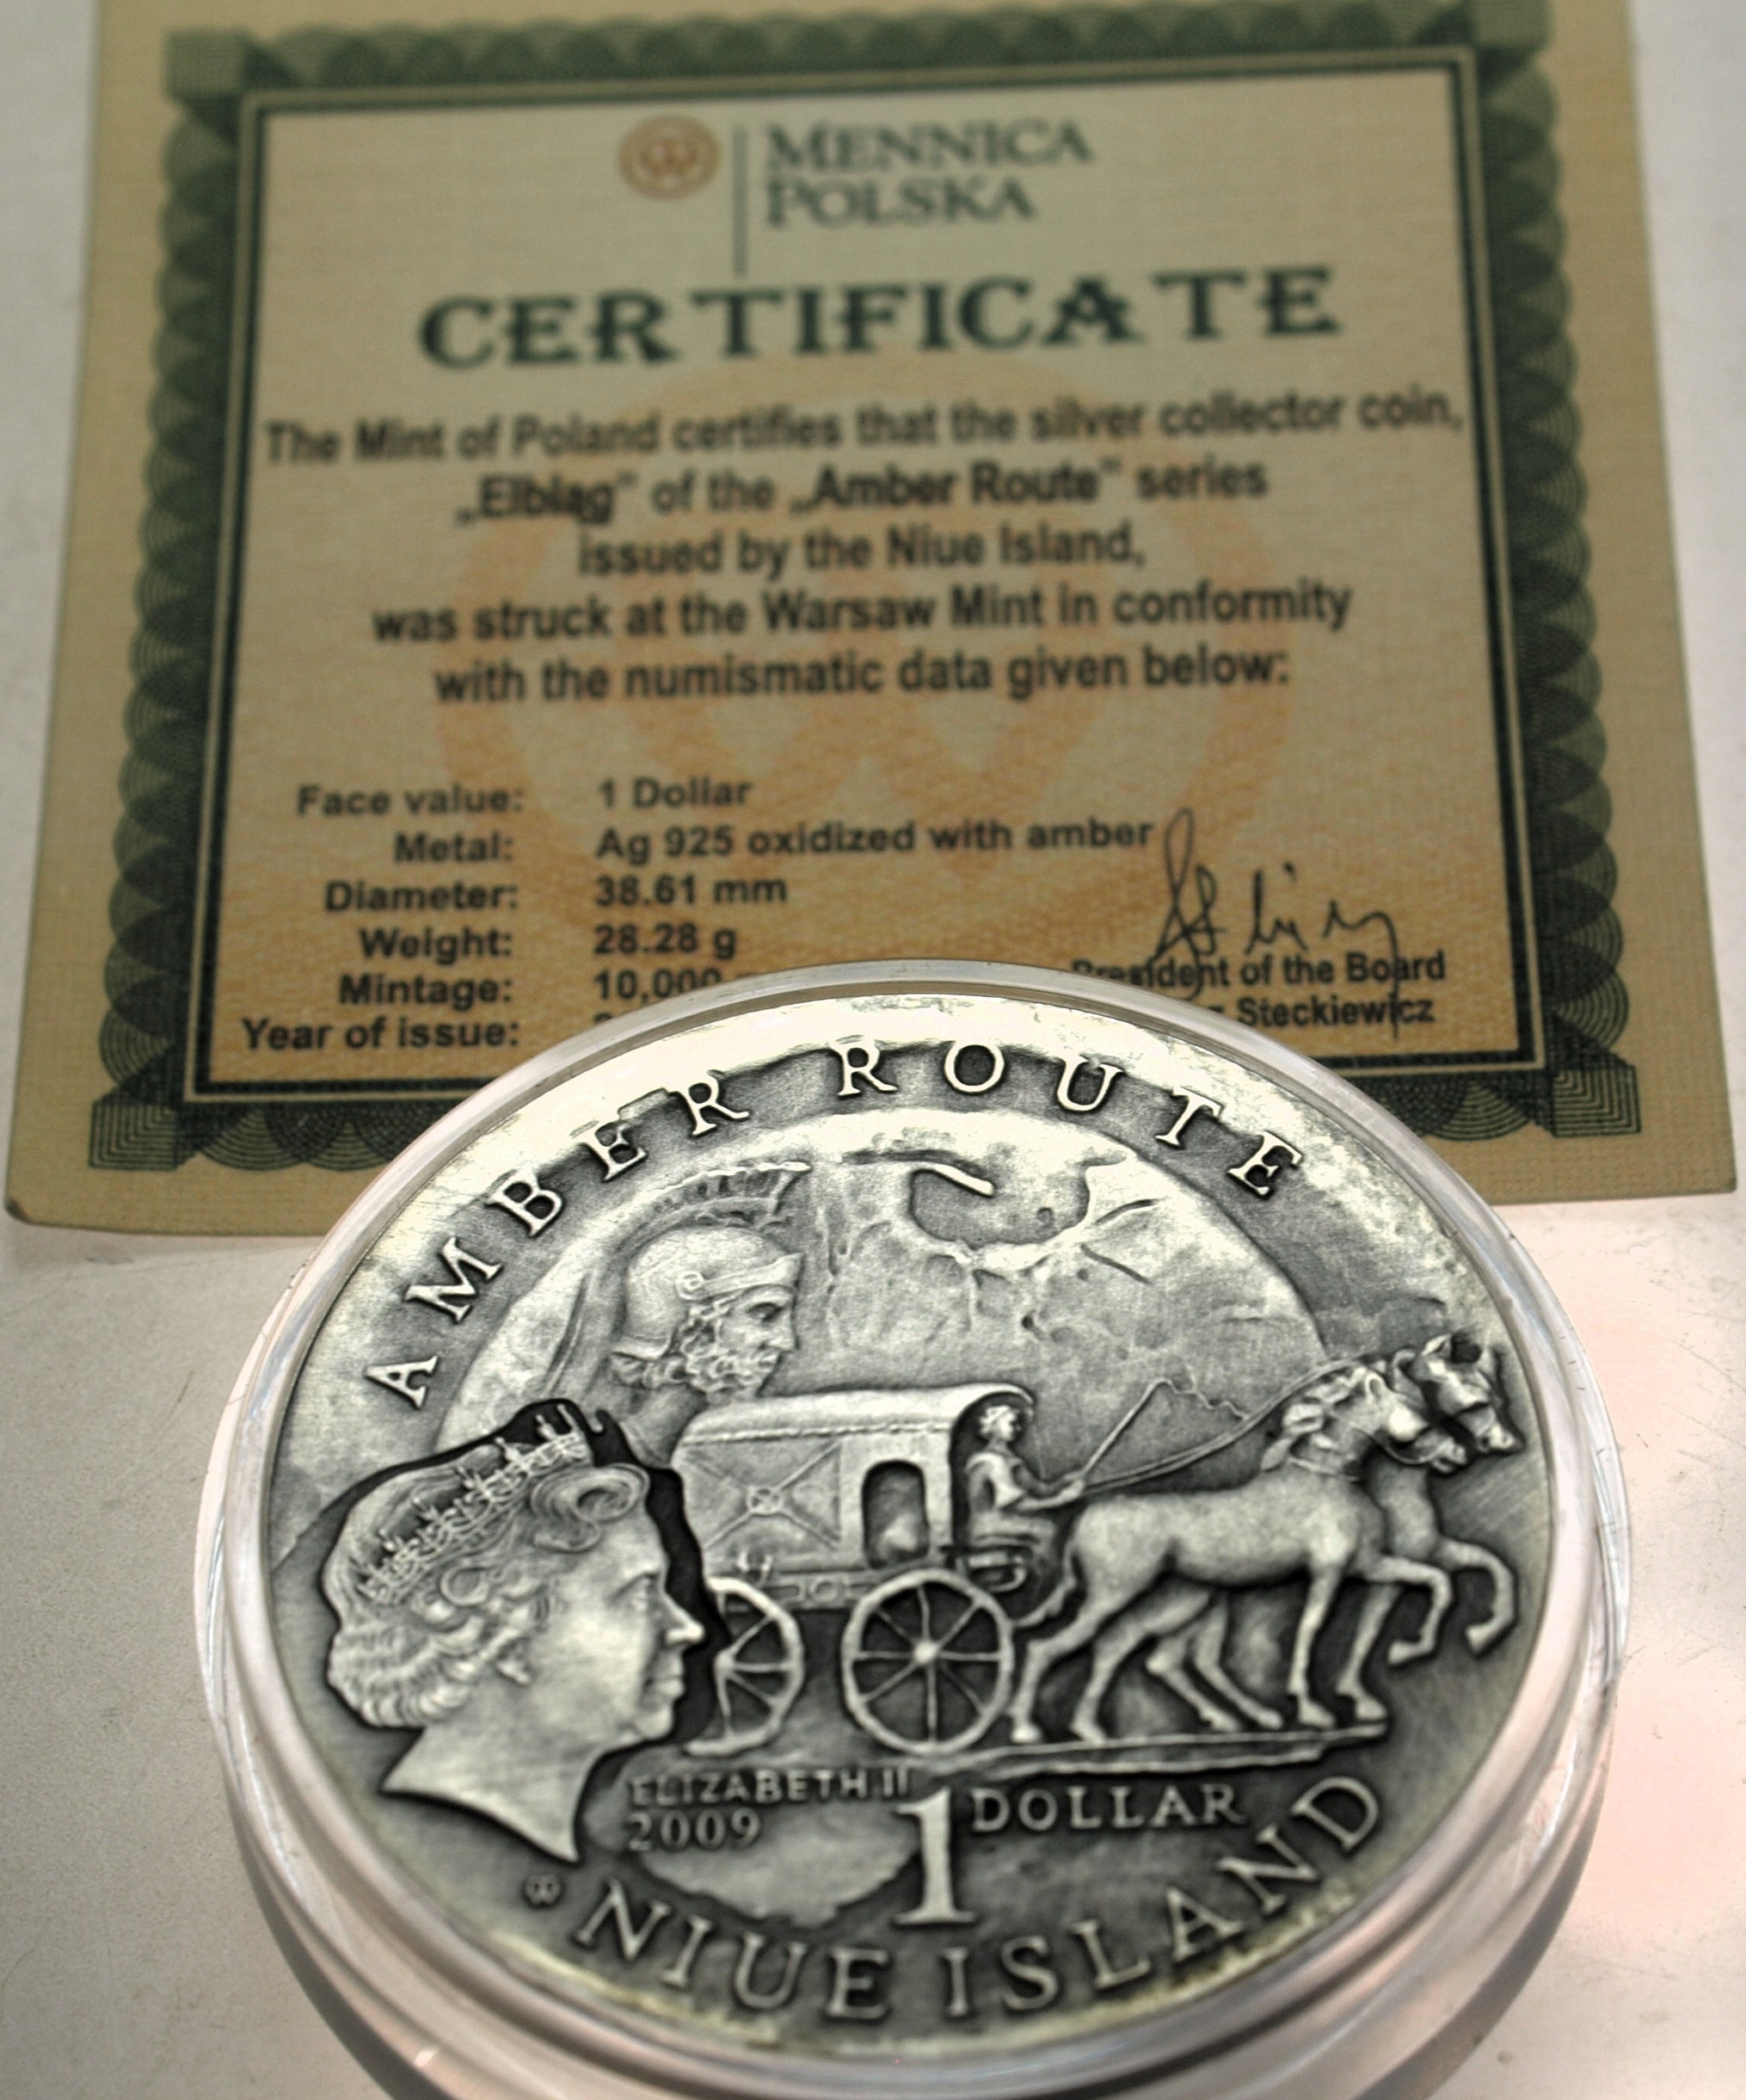 MENNICA
POLSKA
CERTIFICATE
The Mint of Poland certifies that the silver collector coin,
„Elbląg" of the „Amber Route" series
issued by the Niue Island,
was struck at the Warsaw Mint in conformity
with the numismatic data given below:
Face value: 1 Dollar
Metal: Ag 925 oxidized with amber
Diameter: 38.61 mm
Weight: 28.28 g
Mintage: 10,000
President of the Board
Year of issue:
Steckiewicz
AMBER ROUTE
ELIZABETH II
2009
1 DOLLAR
NIUE ISLAND